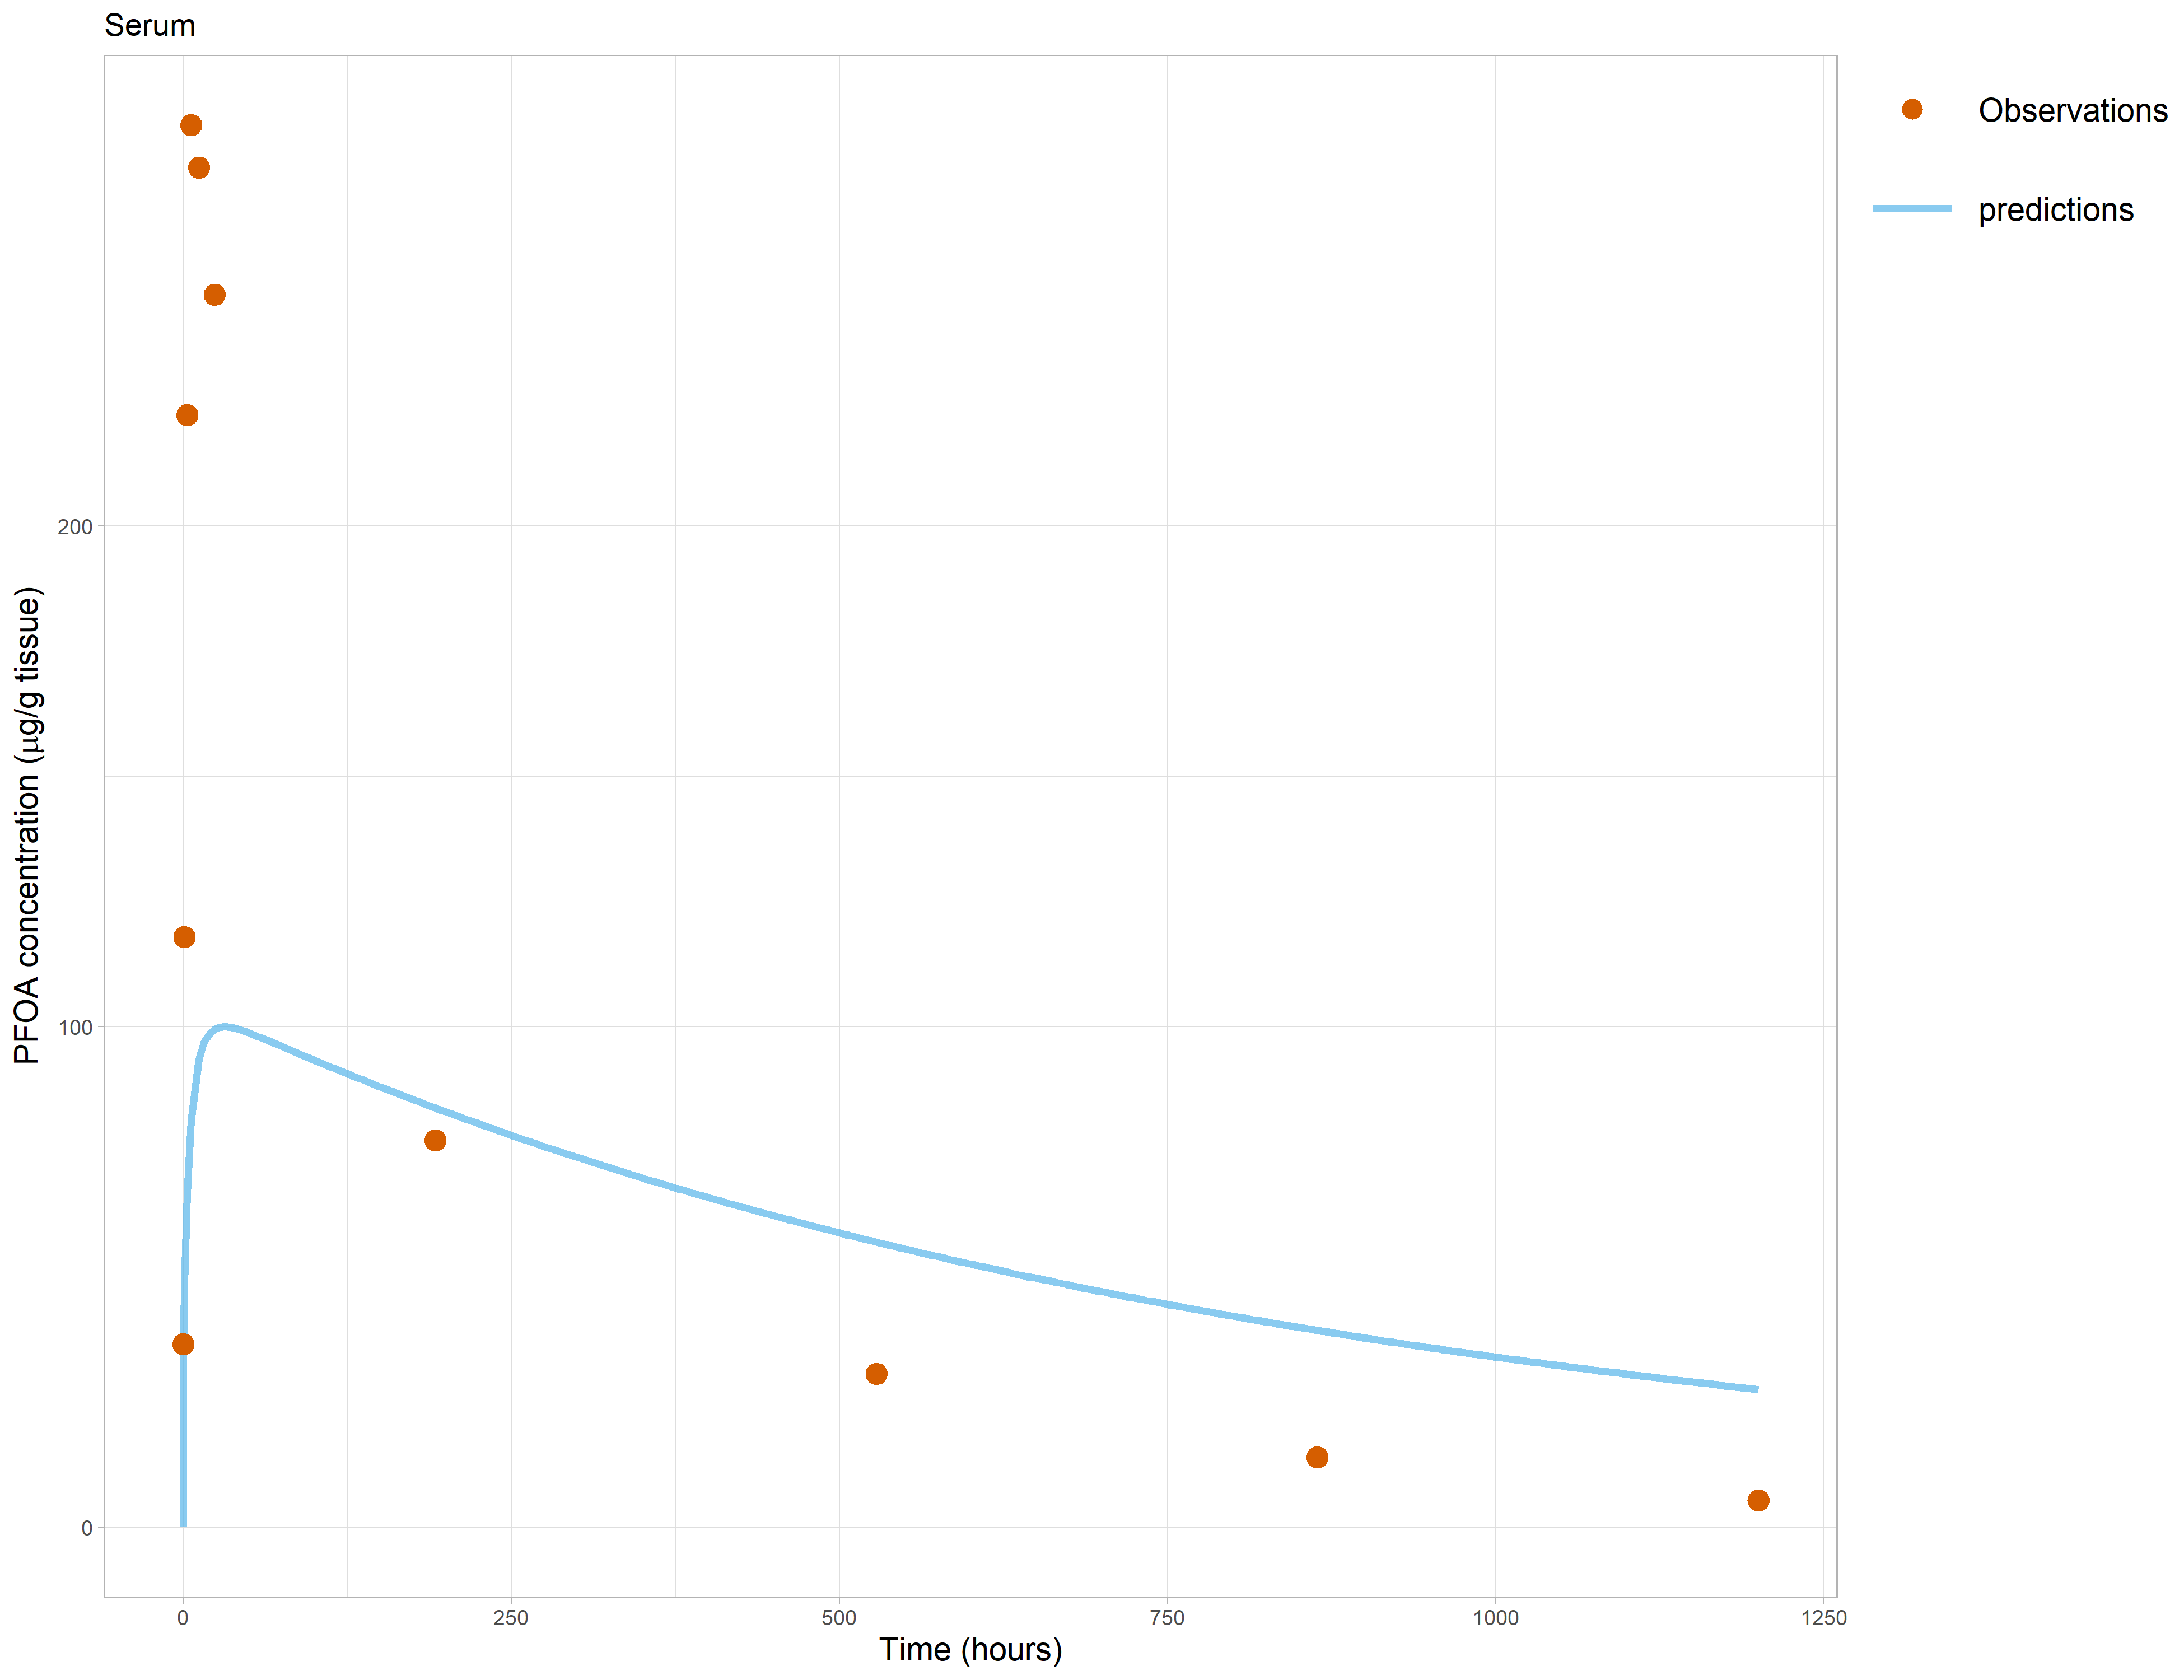 Serum
Observations
predictions
PFOA concentration (μg/g tissue)
200
100
0
0 250 500 750 1000 1250
Time (hours)